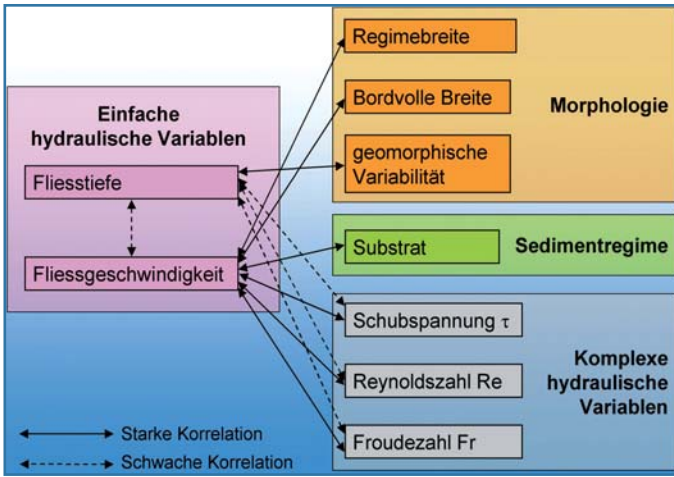 Einfache
hydraulische Variablen
Fliesstiefe
Fliessgeschwindigkeit
Starke Korrelation
Schwache Korrelation
Regimebreite
Bordvolle Breite
geomorphische
Variabilität
Morphologie
Substrat
Sedimentregime
Schubspannung τ
Reynoldszahl Re
Froudezahl Fr
Komplexe
hydraulische
Variablen